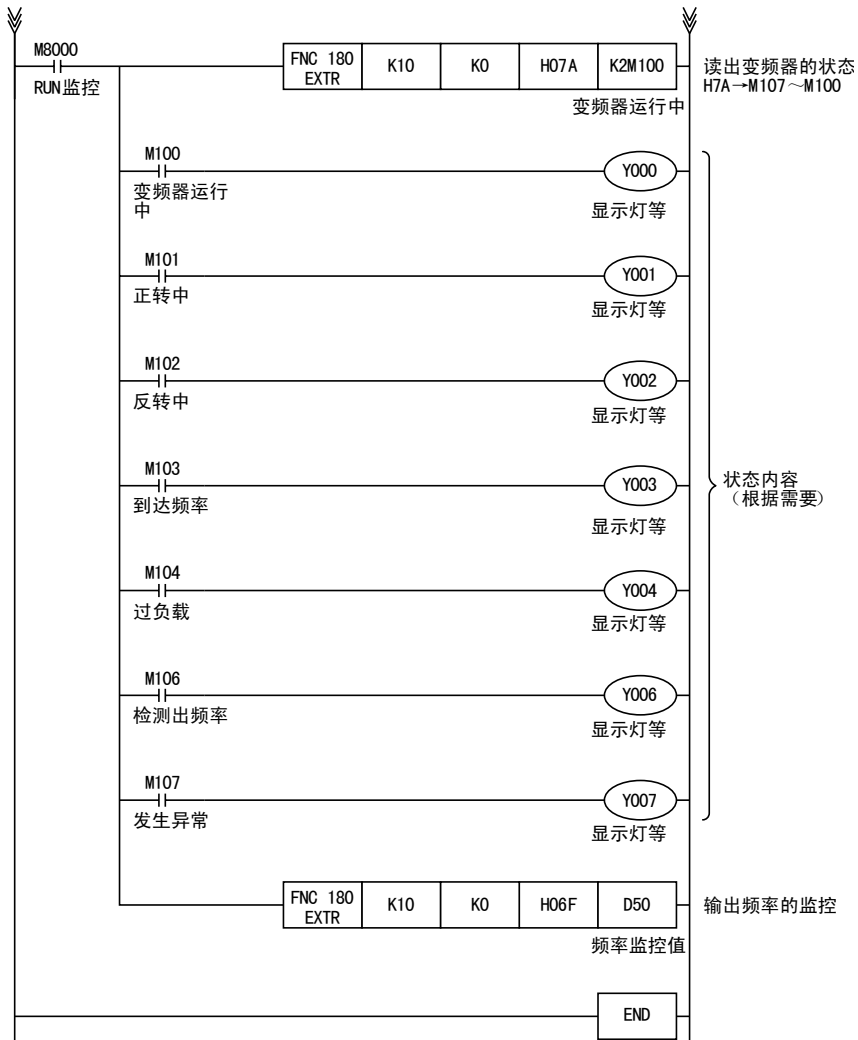 M8000
RUN监控
FNC 180
EXTR
K10
K0
H07A
K2M100
读出变频器的状态
H7A→M107～M100
变频器运行中
M100
变频器运行
中
Y000
显示灯等
M101
正转中
Y001
显示灯等
M102
反转中
Y002
显示灯等
M103
到达频率
Y003
显示灯等
状态内容
（根据需要）
M104
过负载
Y004
显示灯等
M106
检测出频率
Y006
显示灯等
M107
发生异常
Y007
显示灯等
FNC 180
EXTR
K10
K0
H06F
D50
输出频率的监控
频率监控值
END